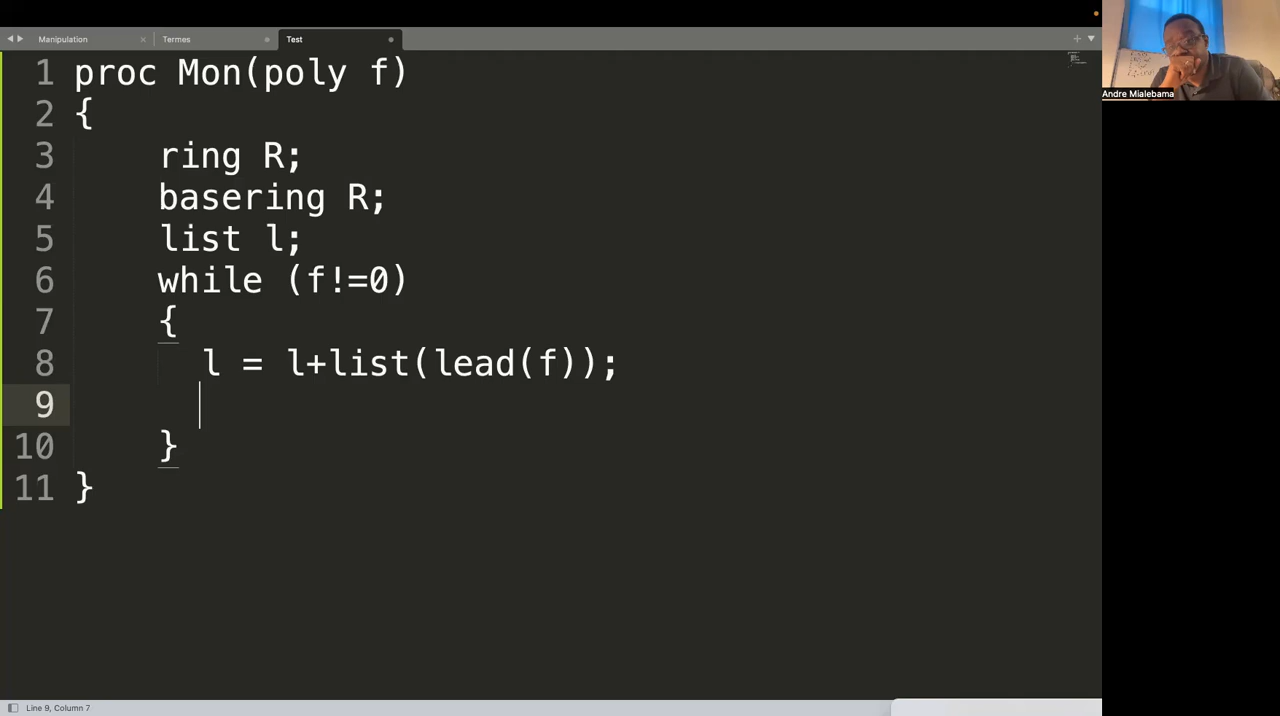 Manipulation
Termes
Test
1 proc Mon(poly f)
2 {
3 ring R;
4 basering R;
5 list l;
6 while (f!=0)
7 {
8 l = l+list(lead(f));
9
10 }
11 }
Line 9, Column 7
Andre Mialebama